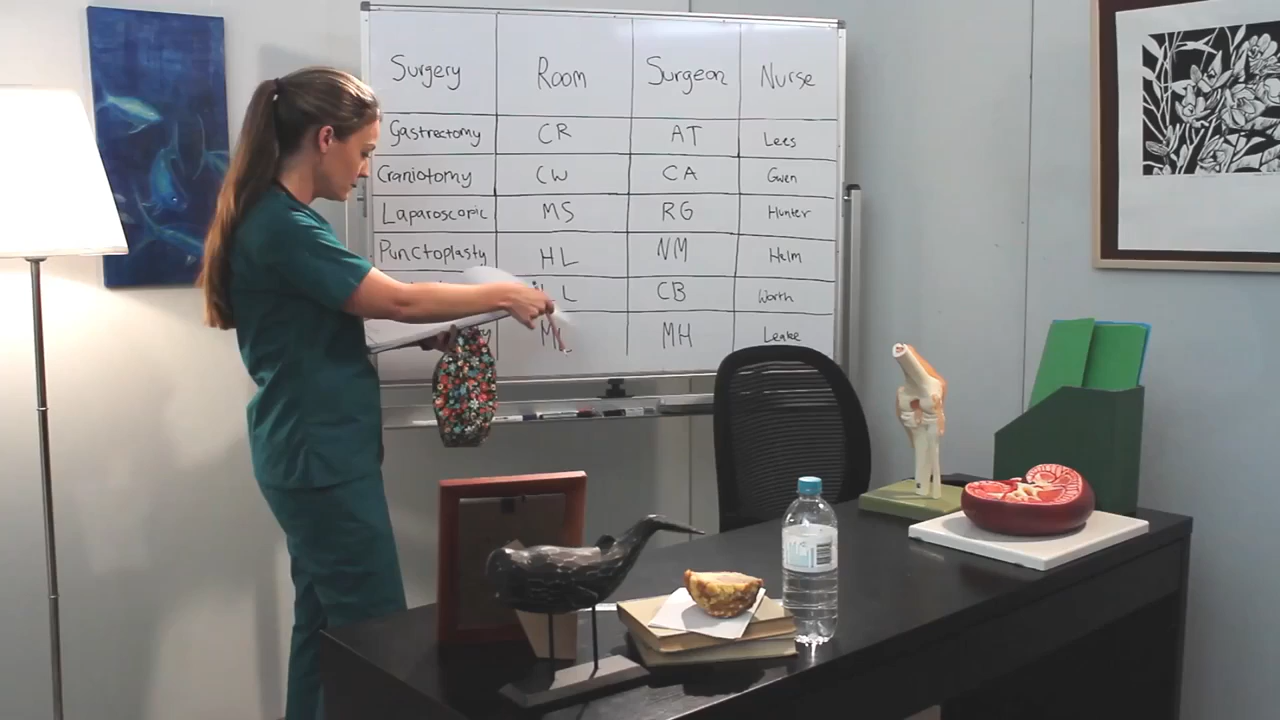 Surgery Room Surgeon Nurse
Gastrectomy CR AT Lees
Craniotomy CW CA Gwen
Laparoscopic MS RG Hunter
Punctoplasty HL NM Helm
LL CB Worth
MH Leake